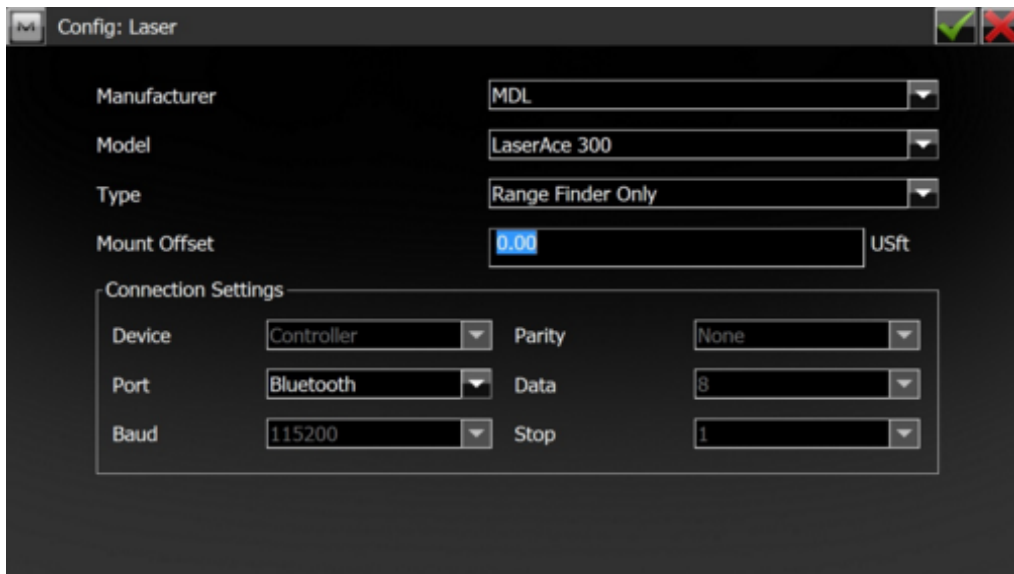 Config: Laser
Manufacturer MDL
Model LaserAce 300
Type Range Finder Only
Mount Offset 0.00 USft
Connection Settings
Device Controller Parity None
Port Bluetooth Data 8
Baud 115200 Stop 1